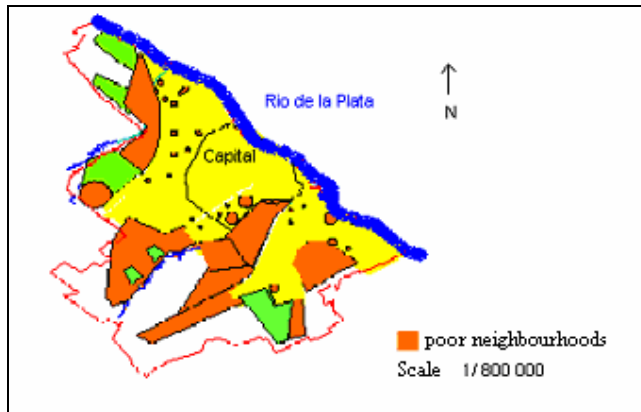 Rio de la Plata
N
Capital
poor neighbourhoods
Scale 1/800 000